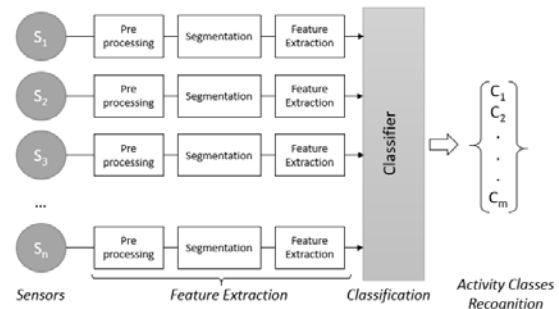 S1
Pre processing
Segmentation
Feature Extraction
S2
Pre processing
Segmentation
Feature Extraction
S3
Pre processing
Segmentation
Feature Extraction
...
Sn
Pre processing
Segmentation
Feature Extraction
Classifier
C1
C2
.
.
.
Cm
Sensors
Feature Extraction
Classification
Activity Classes
Recognition